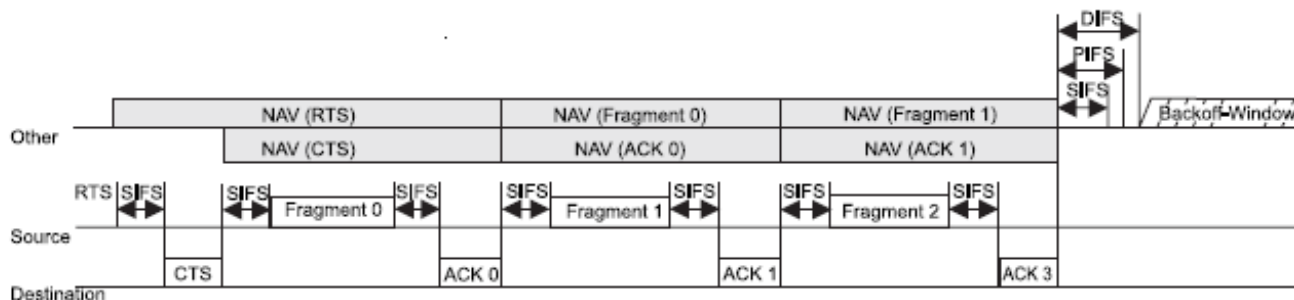 DIFS
PIFS
SIFS
NAV (RTS) NAV (Fragment 0) NAV (Fragment 1) Backoff-Window
Other
NAV (CTS) NAV (ACK 0) NAV (ACK 1)
RTS SIFS SIFS SIFS SIFS SIFS SIFS SIFS
Fragment 0 Fragment 1 Fragment 2
Source
CTS ACK 0 ACK 1 ACK 3
Destination